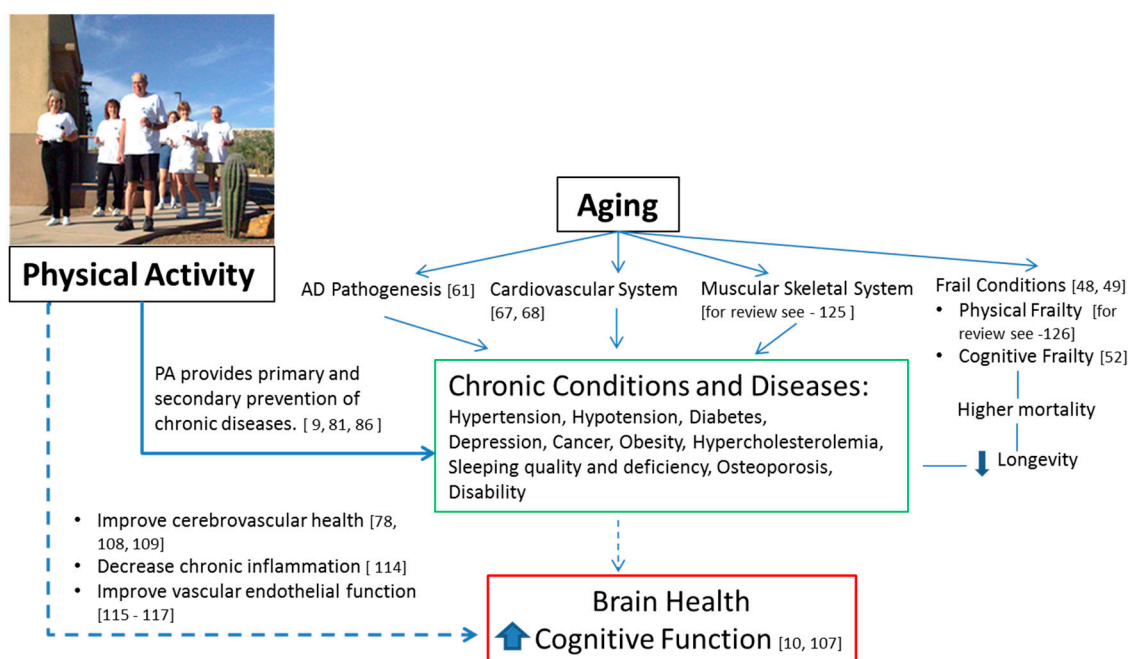 Physical Activity
Aging
AD Pathogenesis [61]
Cardiovascular System
[67, 68]
Muscular Skeletal System
[for review see - 125 ]
Frail Conditions [48, 49]
• Physical Frailty [for
review see -126]
• Cognitive Frailty [52]
Higher mortality
Longevity
PA provides primary and
secondary prevention of
chronic diseases. [ 9, 81, 86 ]
Chronic Conditions and Diseases:
Hypertension, Hypotension, Diabetes,
Depression, Cancer, Obesity, Hypercholesterolemia,
Sleeping quality and deficiency, Osteoporosis,
Disability
• Improve cerebrovascular health [78,
108, 109]
• Decrease chronic inflammation [ 114]
• Improve vascular endothelial function
[115 - 117]
Brain Health
Cognitive Function [10, 107]